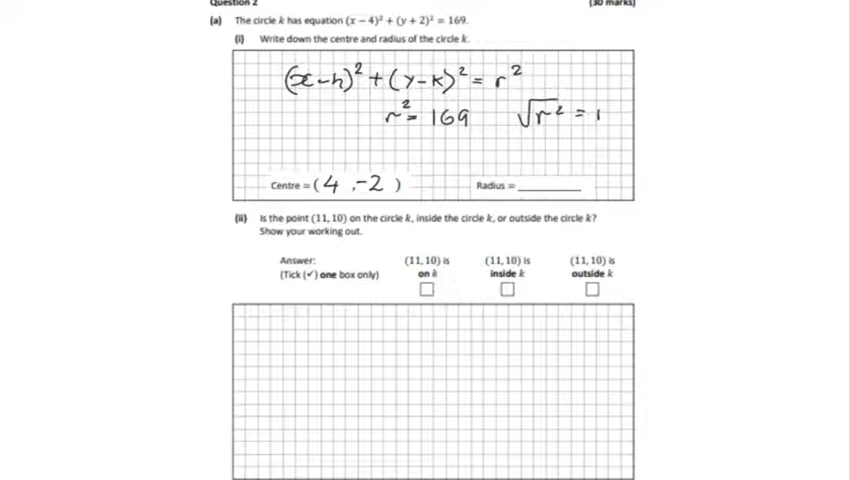 Question 2 (30 marks)
(a) The circle k has equation (x − 4)² + (y + 2)² = 169.
(i) Write down the centre and radius of the circle k.
(x-h)² + (y-k)² = r²
r² = 169 √r² = 1
Centre = (4, -2) Radius = ________
(ii) Is the point (11, 10) on the circle k, inside the circle k, or outside the circle k?
Show your working out.
Answer: (11, 10) is (11, 10) is (11, 10) is
(Tick (✓) one box only) on k inside k outside k